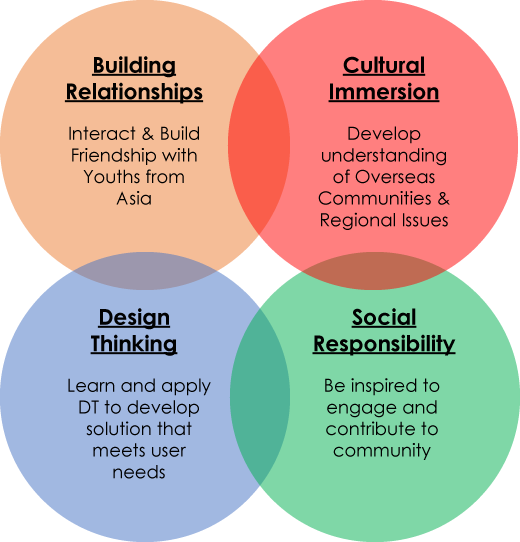 Building
Relationships
Interact & Build
Friendship with
Youths from
Asia
Cultural
Immersion
Develop
understanding
of Overseas
Communities &
Regional Issues
Design
Thinking
Learn and apply
DT to develop
solution that
meets user
needs
Social
Responsibility
Be inspired to
engage and
contribute to
community